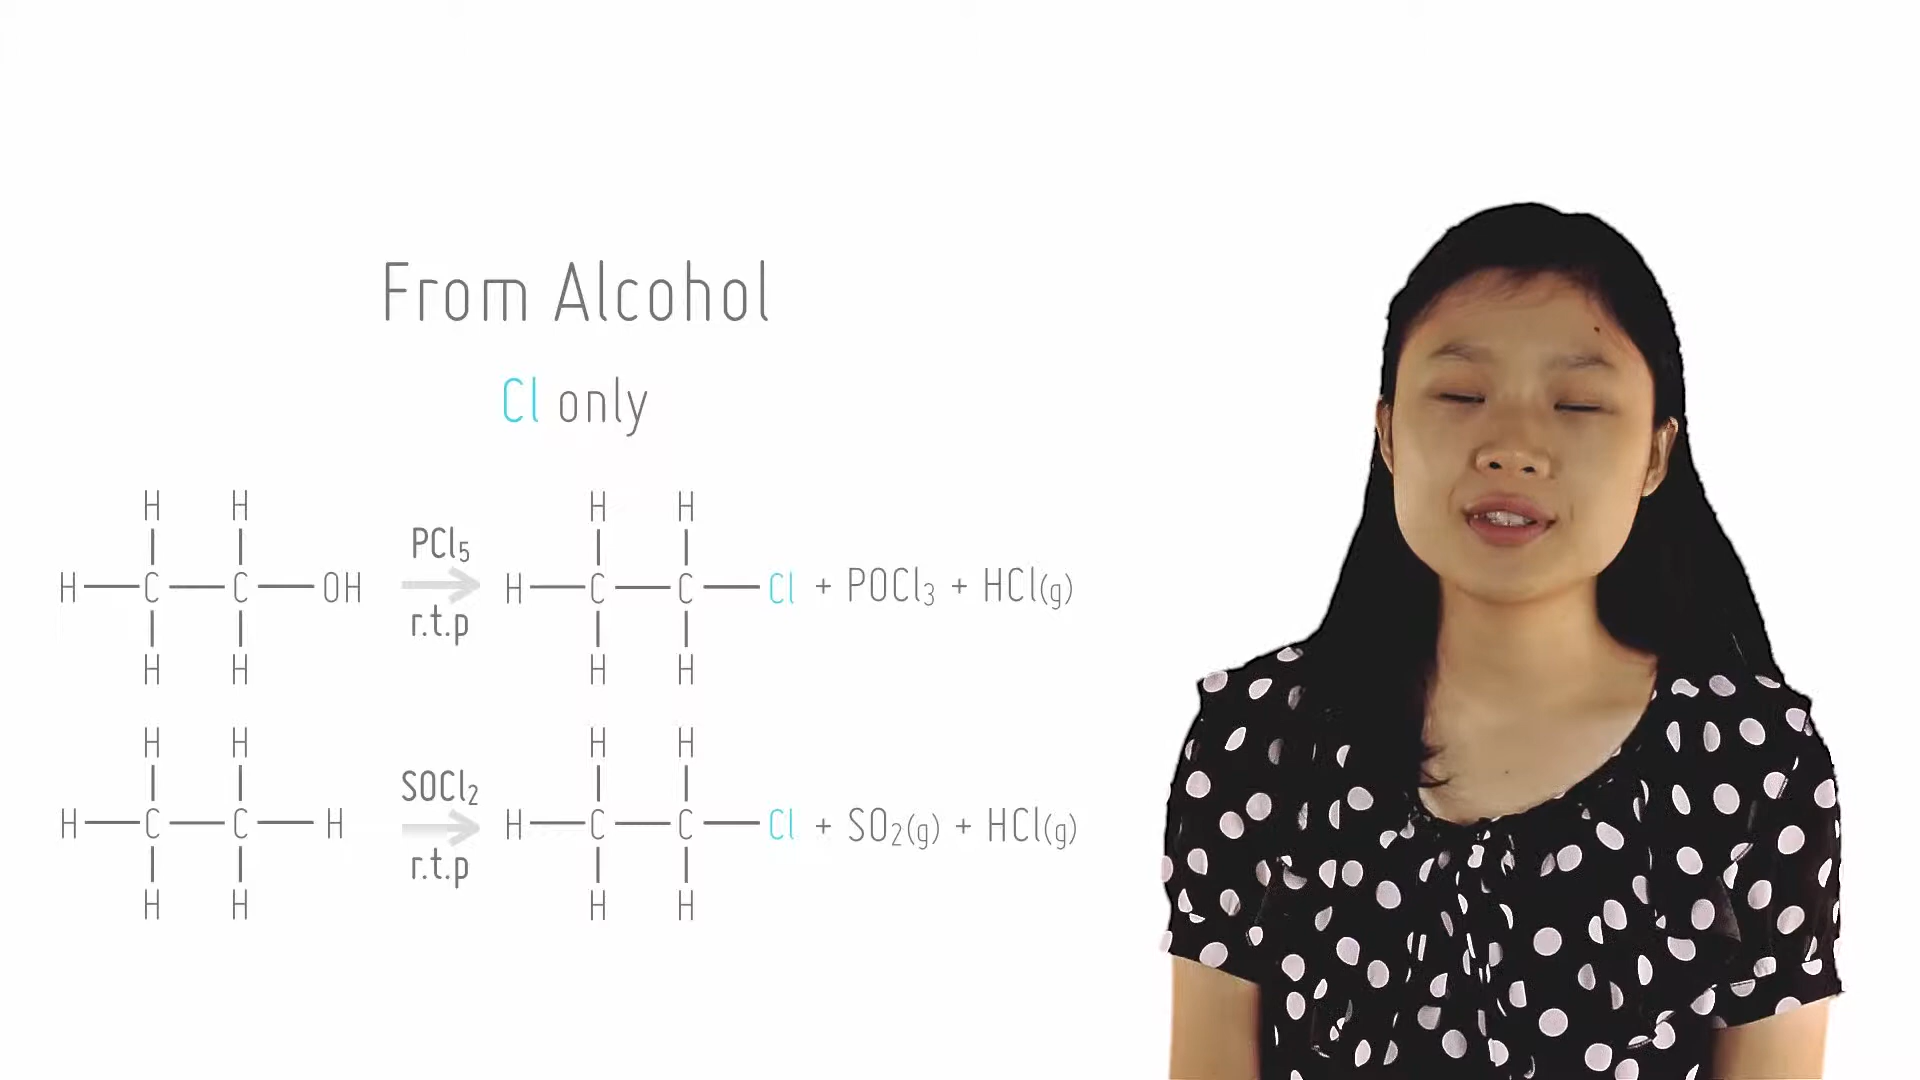 From Alcohol
Cl only
H H
H C C OH
H H
PCl₅
r.t.p
H H
H C C Cl + POCl₃ + HCl(g)
H H
H H
H C C H
H H
SOCl₂
r.t.p
H H
H C C Cl + SO₂(g) + HCl(g)
H H